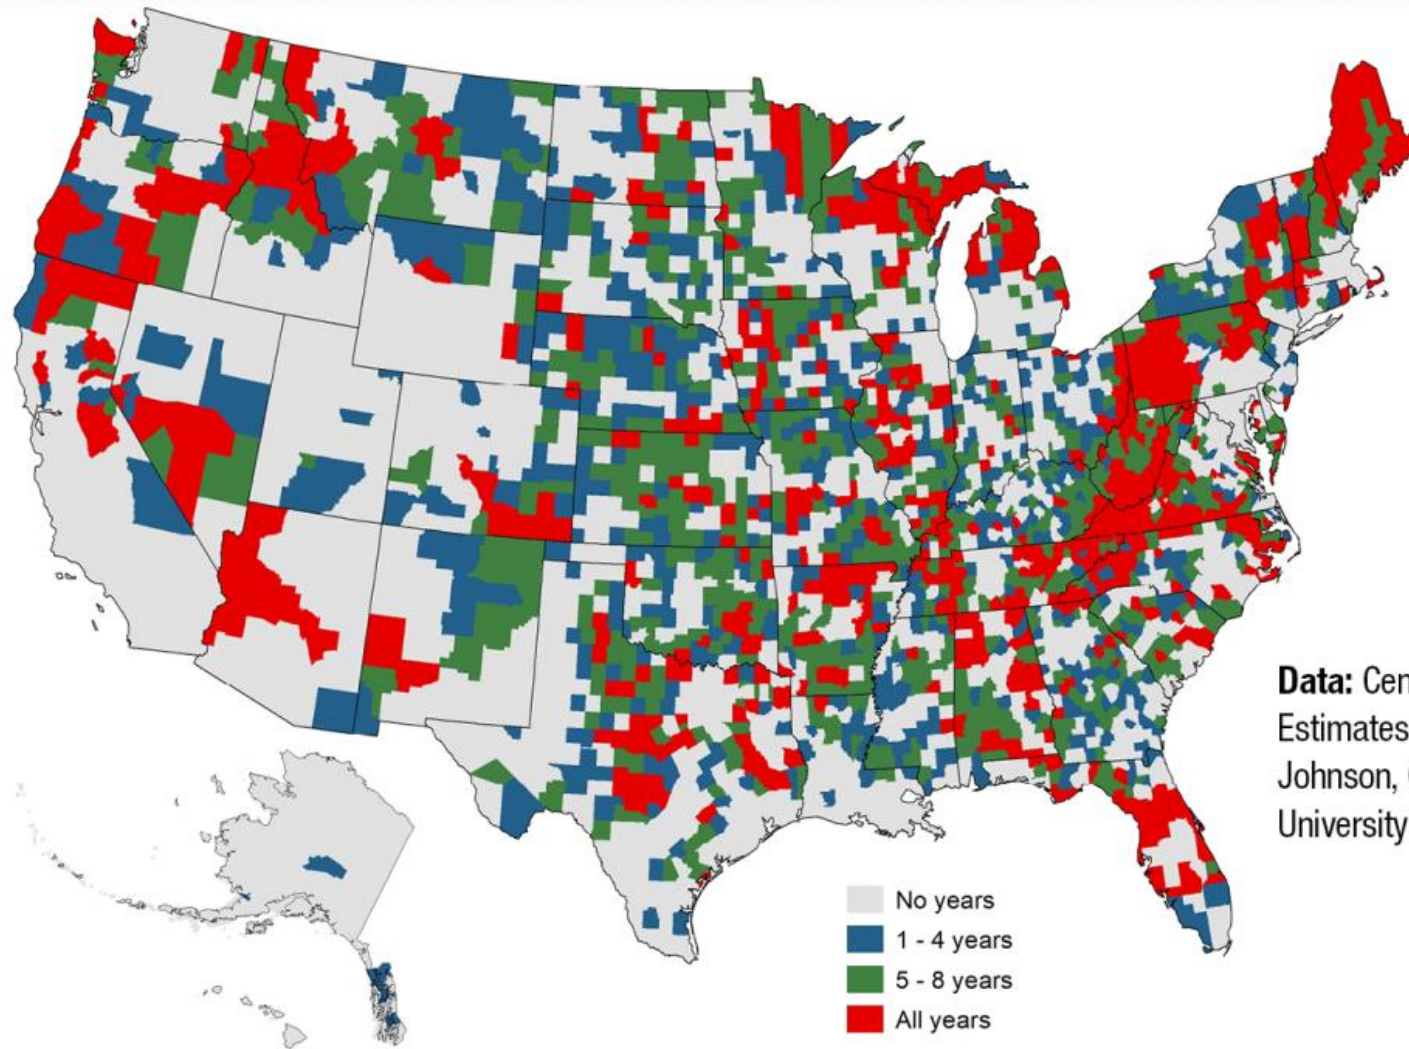 Data: Cen
Estimates
Johnson,
University
No years
1 - 4 years
5 - 8 years
All years